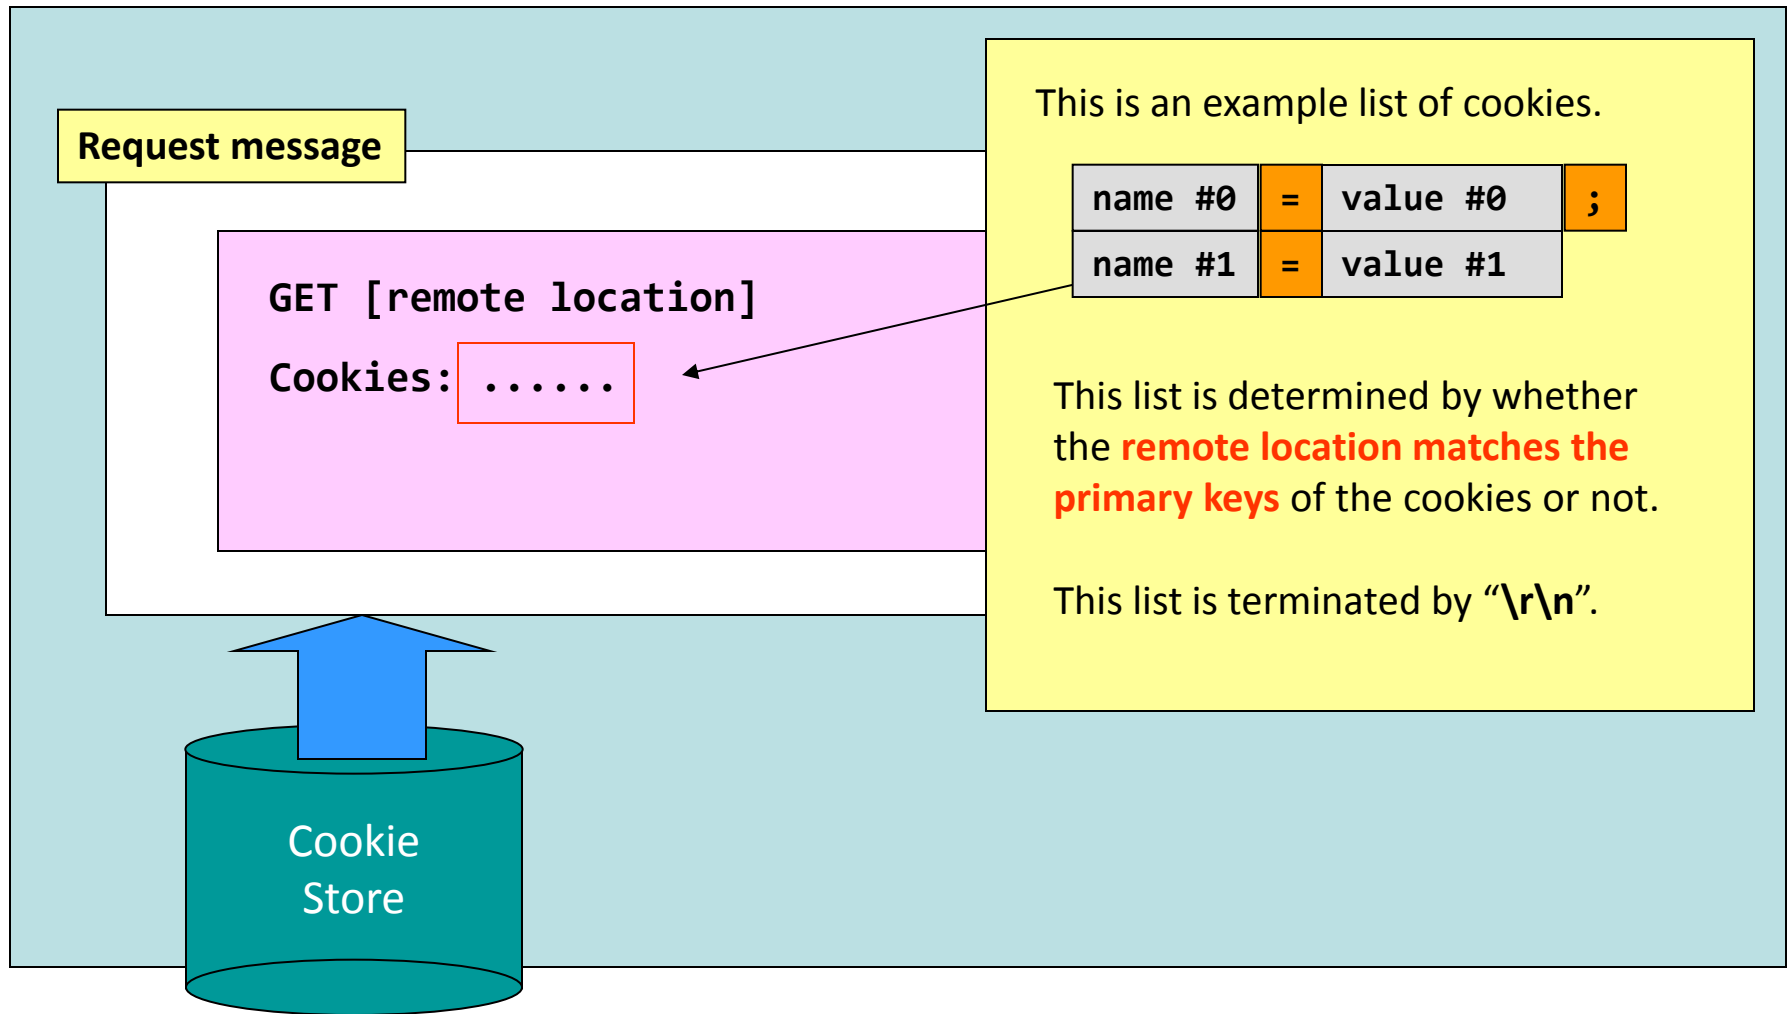 Request message
GET [remote location]
Cookies: ......
This is an example list of cookies.
name #0 = value #0 ;
name #1 = value #1
This list is determined by whether
the remote location matches the
primary keys of the cookies or not.
This list is terminated by “\r\n”.
Cookie
Store